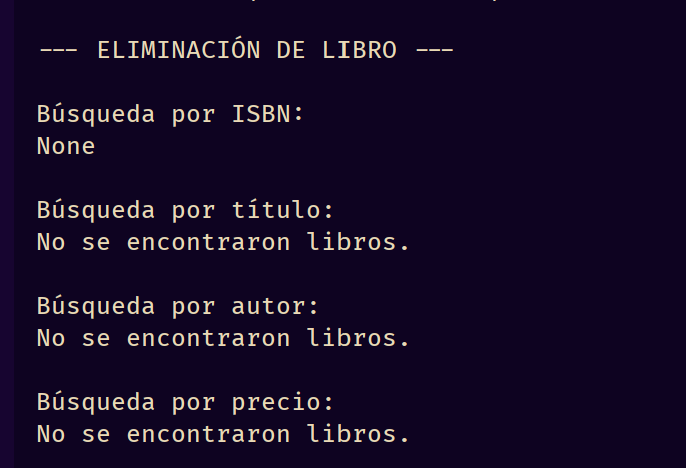 --- ELIMINACIÓN DE LIBRO ---
Búsqueda por ISBN:
None
Búsqueda por título:
No se encontraron libros.
Búsqueda por autor:
No se encontraron libros.
Búsqueda por precio:
No se encontraron libros.